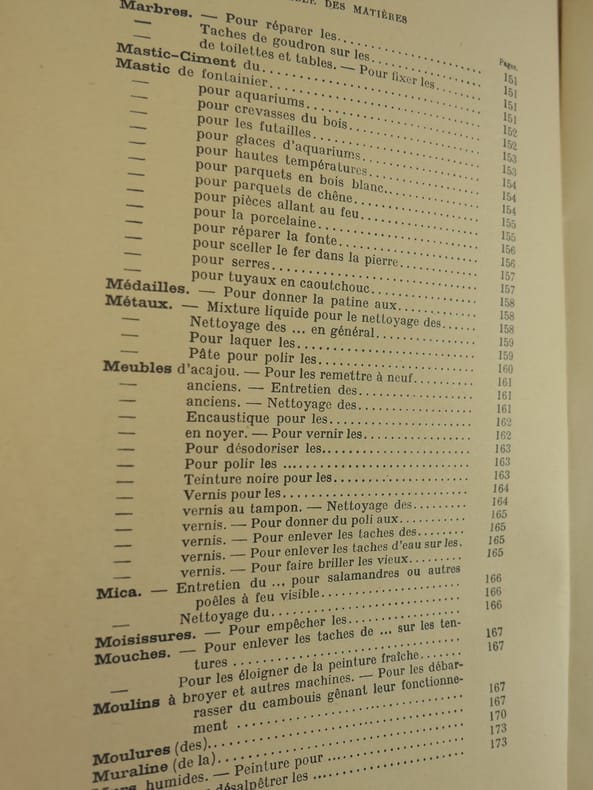 DES MATIÈRES
Pages.
Marbres. — Pour réparer les........ 151
— Taches de goudron sur les........ 151
— de toilettes et tables. — Pour fixer les........ 151
Mastic-Ciment du........ 152
Mastic de fontainier........ 152
— pour aquariums........ 153
— pour crevasses du bois........ 153
— pour les futailles........ 154
— pour glaces d'aquariums........ 154
— pour hautes températures........ 154
— pour parquets en bois blanc........ 155
— pour parquets de chêne........ 155
— pour pièces allant au feu........ 156
— pour la porcelaine........ 156
— pour réparer la fonte........ 157
— pour sceller le fer dans la pierre........ 157
— pour serres........ 158
— pour tuyaux en caoutchouc........ 158
Médailles. — Pour donner la patine aux........ 158
Métaux. — Mixture liquide pour le nettoyage des...... 159
— Nettoyage des ... en général........ 159
— Pour laquer les........ 160
— Pâte pour polir les........ 161
Meubles d'acajou. — Pour les remettre à neuf........ 161
— anciens. — Entretien des........ 161
— anciens. — Nettoyage des........ 162
— Encaustique pour les........ 162
— en noyer. — Pour vernir les........ 163
— Pour désodoriser les........ 163
— Pour polir les ........ 163
— Teinture noire pour les........ 164
— Vernis pour les........ 164
— vernis au tampon. — Nettoyage des........ 165
— vernis. — Pour donner du poli aux........ 165
— vernis. — Pour enlever les taches des........ 165
— vernis. — Pour enlever les taches d'eau sur les. 165
— vernis. — Pour faire briller les vieux........ 166
Mica. — Entretien du ... pour salamandres ou autres
poêles à feu visible........ 166
— Nettoyage du........ 166
Moisissures. — Pour empêcher les........ 167
Mouches. — Pour enlever les taches de ... sur les ten-
tures ........ 167
— Pour les éloigner de la peinture fraîche....... 167
Moulins à broyer et autres machines. — Pour les débar-
rasser du cambouis gênant leur fonctionne-
ment ........ 167
Moulures (des)........ 170
Muraline (de la)........ 173
Murs humides. — Peinture pour ........ 173
désalpêtrer les ........